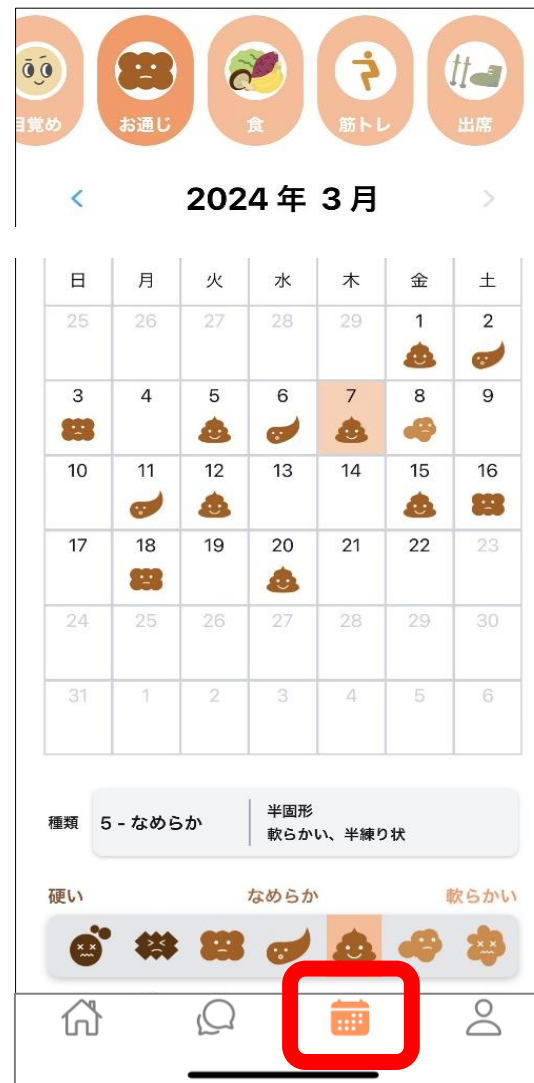 目覚め お通じ 食 筋トレ 出席
< 2024 年 3 月 >
日 月 火 水 木 金 土
25 26 27 28 29 1 2
3 4 5 6 7 8 9
10 11 12 13 14 15 16
17 18 19 20 21 22 23
24 25 26 27 28 29 30
31 1 2 3 4 5 6
種類 5 - なめらか 半固形
軟らかい、半練り状
硬い なめらか 軟らかい